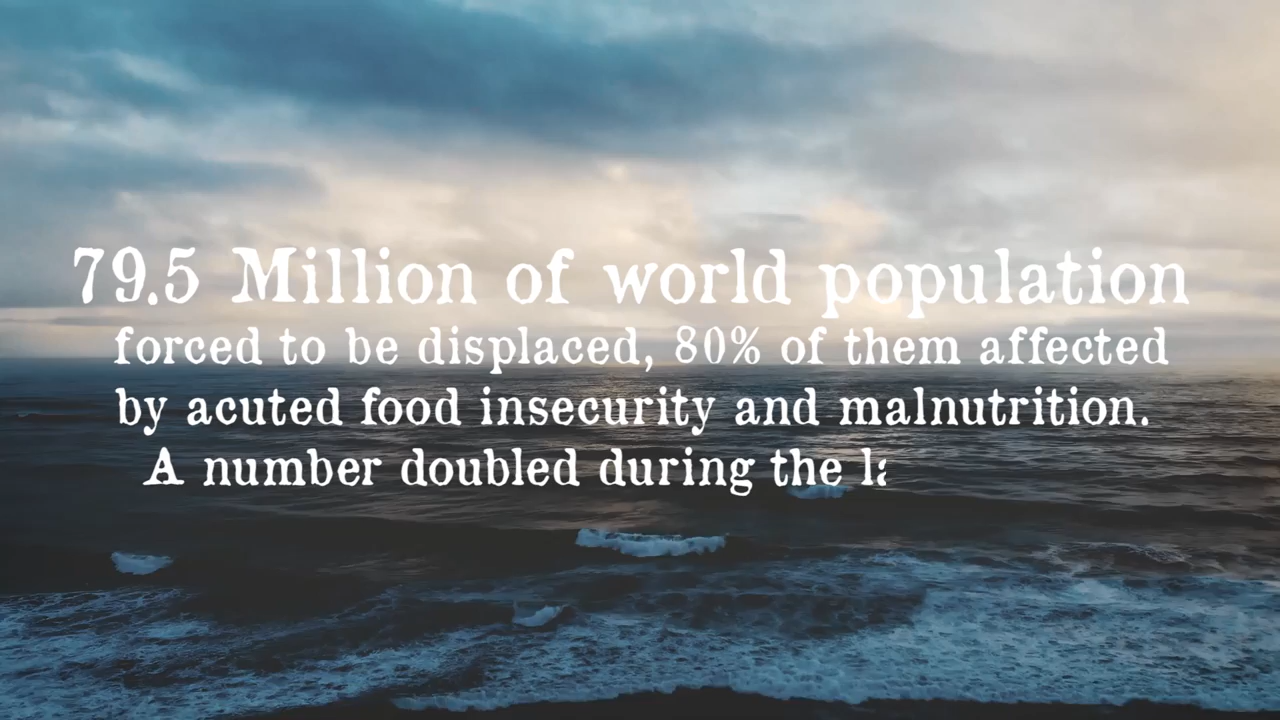 79.5 Million of world population
forced to be displaced, 80% of them affected
by acuted food insecurity and malnutrition.
A number doubled during the